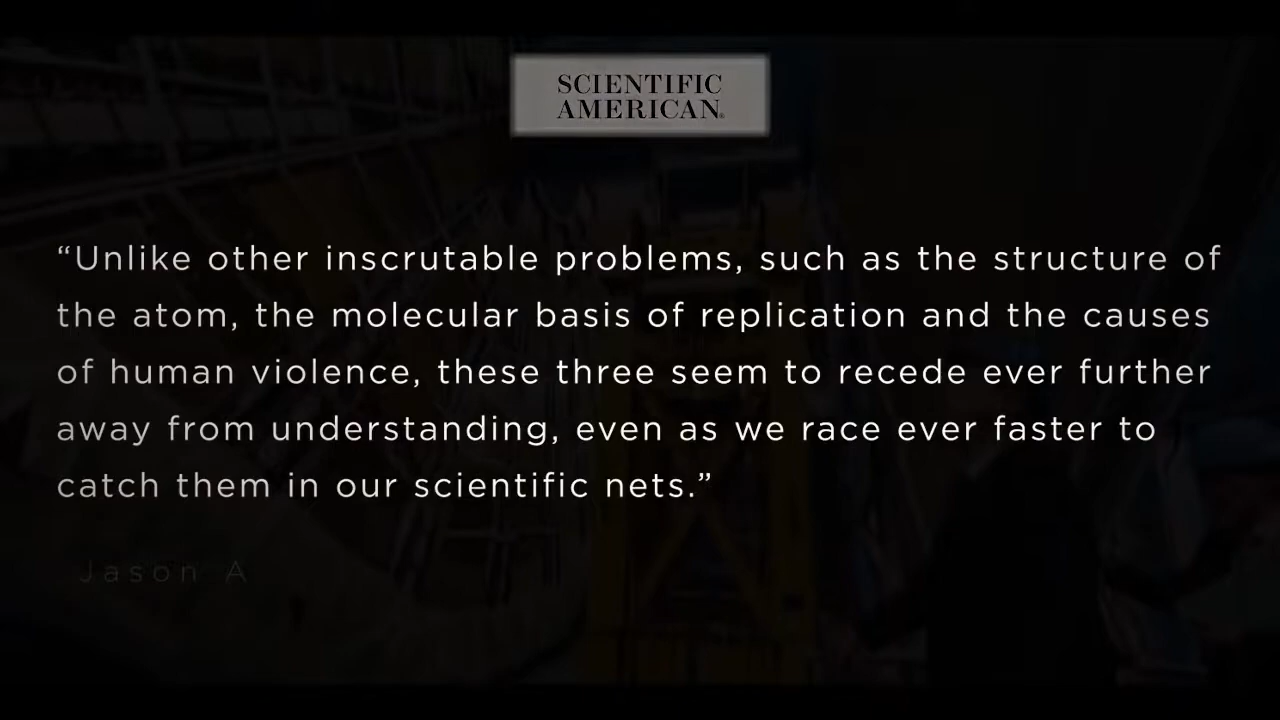 SCIENTIFIC
AMERICAN®
“Unlike other inscrutable problems, such as the structure of
the atom, the molecular basis of replication and the causes
of human violence, these three seem to recede ever further
away from understanding, even as we race ever faster to
catch them in our scientific nets.”
Jason A